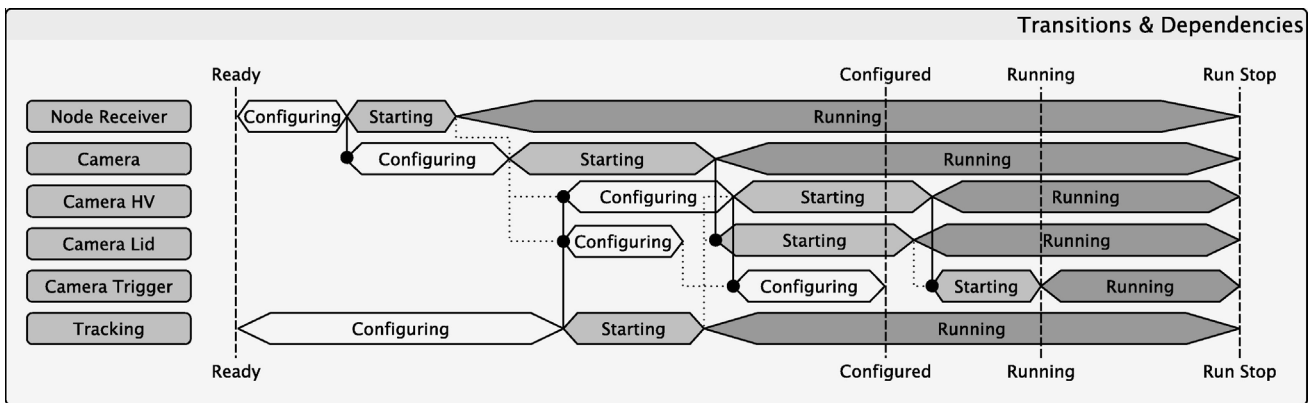 Transitions & Dependencies
Ready Configured Running Run Stop
Node Receiver Configuring Starting Running
Camera Configuring Starting Running
Camera HV Configuring Starting Running
Camera Lid Configuring Starting Running
Camera Trigger Configuring Starting Running
Tracking Configuring Starting Running
Ready Configured Running Run Stop